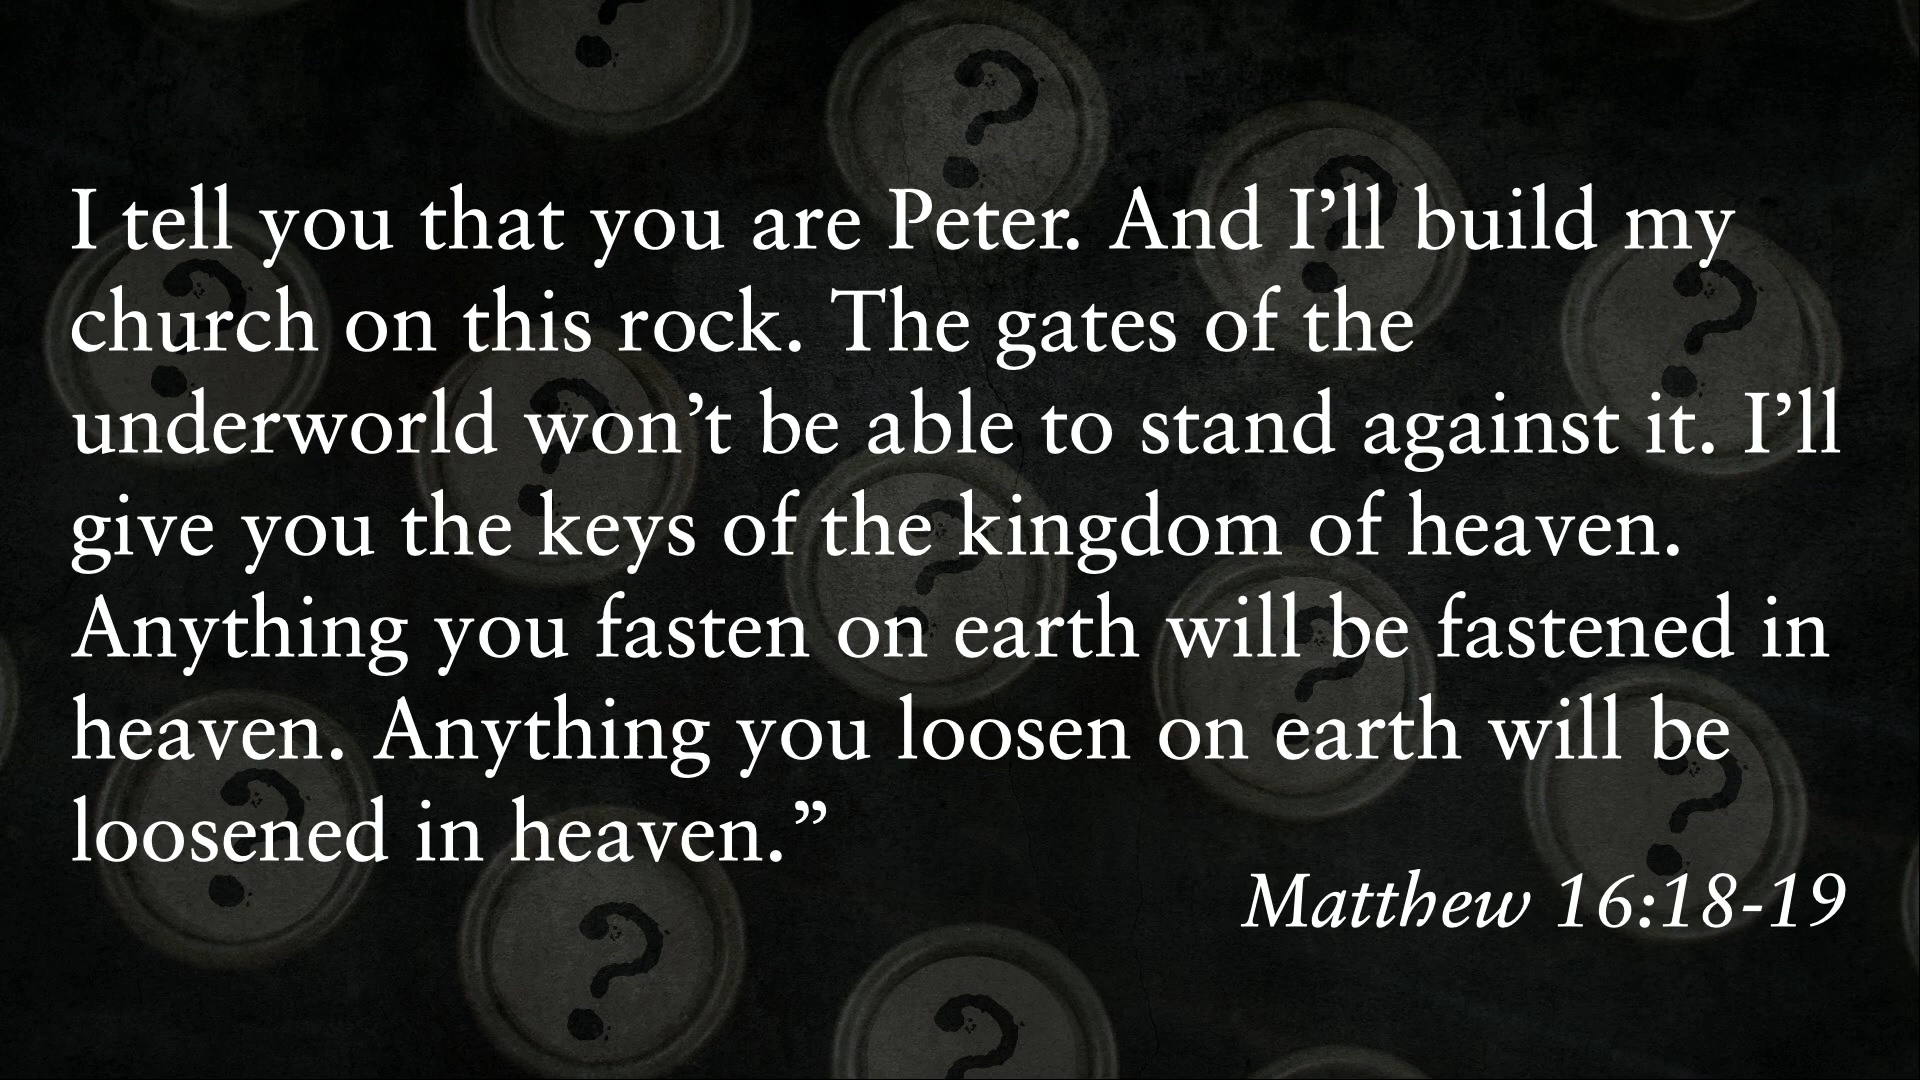 I tell you that you are Peter. And I’ll build my
church on this rock. The gates of the
underworld won’t be able to stand against it. I’ll
give you the keys of the kingdom of heaven.
Anything you fasten on earth will be fastened in
heaven. Anything you loosen on earth will be
loosened in heaven.”
Matthew 16:18-19